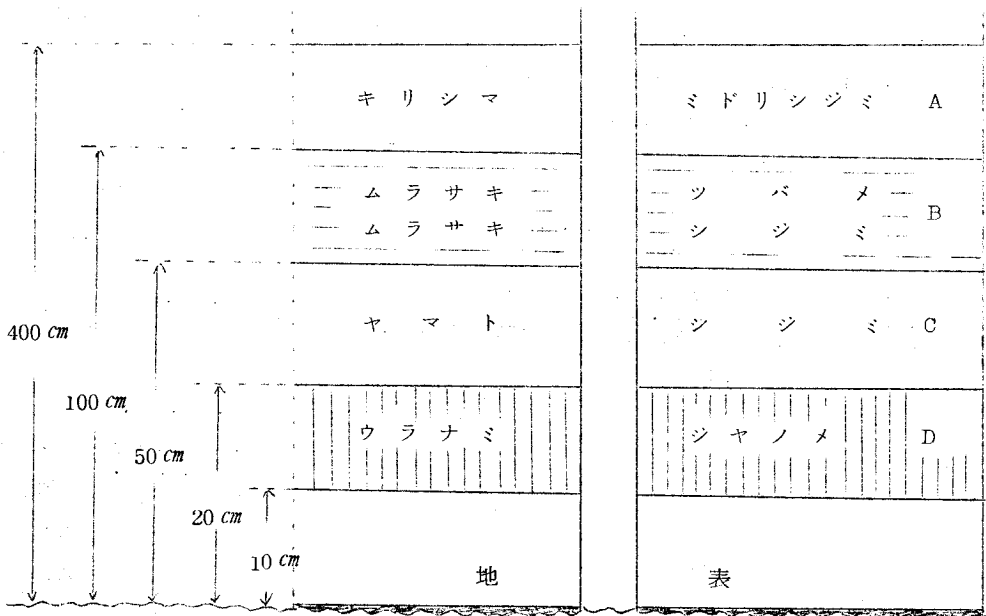 キリシマ ミドリシジミ A
ムラサキ ツバメ
ムラサキ シジミ B
ヤマト シジミ C
ウラナミ ジヤノメ D
400 cm
100 cm
50 cm
20 cm
10 cm
地 表